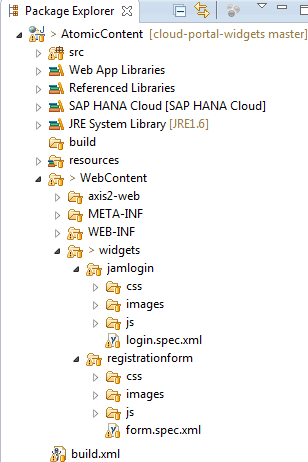 Package Explorer
> AtomicContent [cloud-portal-widgets master]
src
Web App Libraries
Referenced Libraries
SAP HANA Cloud [SAP HANA Cloud]
JRE System Library [JRE1.6]
build
resources
> WebContent
axis2-web
META-INF
WEB-INF
> widgets
jamlogin
css
images
js
login.spec.xml
registrationform
css
images
js
form.spec.xml
build.xml